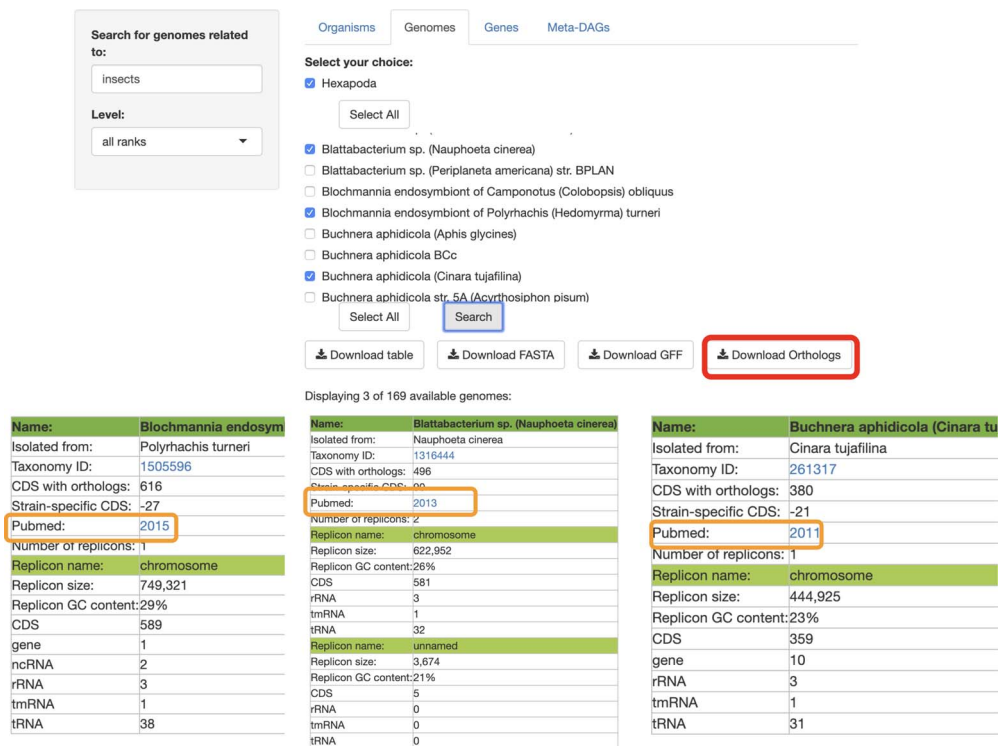 Search for genomes related
to:
insects
Level:
all ranks
Organisms
Genomes
Genes
Meta-DAGs
Select your choice:
Hexapoda
Select All
Blattabacterium sp. (Nauphoeta cinerea)
Blattabacterium sp. (Periplaneta americana) str. BPLAN
Blochmannia endosymbiont of Camponotus (Colobopsis) obliquus
Blochmannia endosymbiont of Polyrhachis (Hedomyrma) turneri
Buchnera aphidicola (Aphis glycines)
Buchnera aphidicola BCc
Buchnera aphidicola (Cinara tujafilina)
Buchnera aphidicola str. 5A (Acyrthosiphon pisum)
Select All
Search
Download table
Download FASTA
Download GFF
Download Orthologs
Displaying 3 of 169 available genomes:
Name: Blochmannia endosym
Isolated from: Polyrhachis turneri
Taxonomy ID: 1505596
CDS with orthologs: 616
Strain-specific CDS: -27
Pubmed: 2015
Number of replicons: 1
Replicon name: chromosome
Replicon size: 749,321
Replicon GC content: 29%
CDS 589
gene 1
ncRNA 2
rRNA 3
tmRNA 1
tRNA 38
Name: Blattabacterium sp. (Nauphoeta cinerea)
Isolated from: Nauphoeta cinerea
Taxonomy ID: 1316444
CDS with orthologs: 496
Strain-specific CDS:
Pubmed: 2013
Number of replicons: 2
Replicon name: chromosome
Replicon size: 622,952
Replicon GC content: 26%
CDS 581
rRNA 3
tmRNA 1
tRNA 32
Replicon name: unnamed
Replicon size: 3,674
Replicon GC content: 21%
CDS 5
rRNA 0
tmRNA 0
tRNA 0
Name: Buchnera aphidicola (Cinara tu
Isolated from: Cinara tujafilina
Taxonomy ID: 261317
CDS with orthologs: 380
Strain-specific CDS: -21
Pubmed: 2011
Number of replicons: 1
Replicon name: chromosome
Replicon size: 444,925
Replicon GC content: 23%
CDS 359
gene 10
rRNA 3
tmRNA 1
tRNA 31